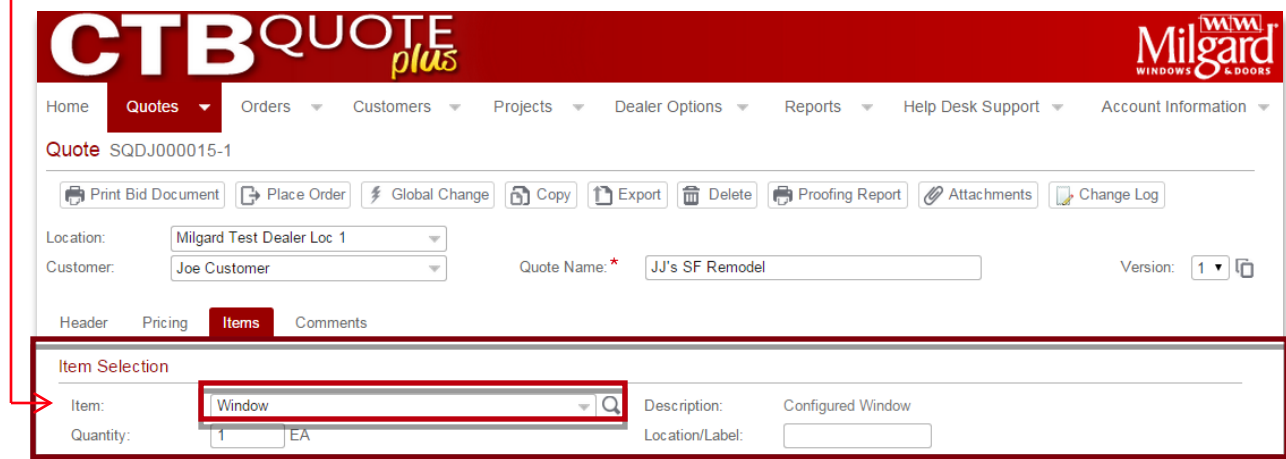 CTBQUOTE plus
Milgard
WINDOWS & DOORS
Home Quotes Orders Customers Projects Dealer Options Reports Help Desk Support Account Information
Quote SQDJ000015-1
Print Bid Document Place Order Global Change Copy Export Delete Proofing Report Attachments Change Log
Location: Milgard Test Dealer Loc 1
Customer: Joe Customer Quote Name:* JJ's SF Remodel Version: 1
Header Pricing Items Comments
Item Selection
Item: Window Description: Configured Window
Quantity: 1 EA Location/Label: